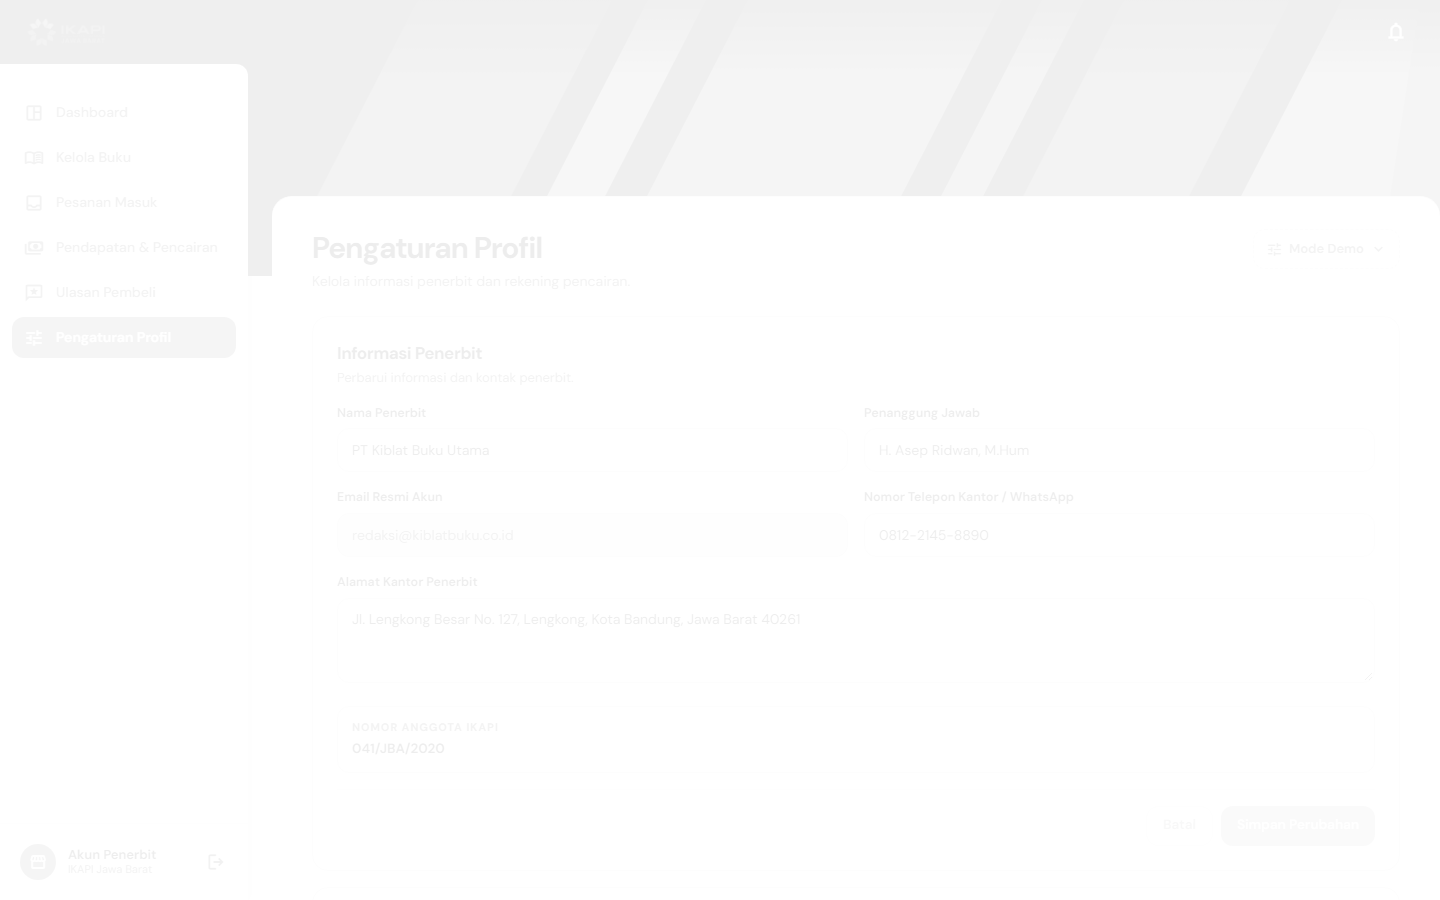 IKAPI
Dashboard
Kelola Buku
Pesanan Masuk
Pendapatan & Pencairan
Ulasan Pembeli
Pengaturan Profil
Akun Penerbit
IKAPI Jawa Barat
Pengaturan Profil
Mode Demo
Kelola informasi penerbit dan rekening pencairan.
Informasi Penerbit
Perbarui informasi dan kontak penerbit.
Nama Penerbit
Penanggung Jawab
PT Kiblat Buku Utama
H. Asep Ridwan, M.Hum
Email Resmi Akun
Nomor Telepon Kantor / WhatsApp
redaksi@kiblatbuku.co.id
0812-2145-8890
Alamat Kantor Penerbit
Jl. Lengkong Besar No. 127, Lengkong, Kota Bandung, Jawa Barat 40261
NOMOR ANGGOTA IKAPI
041/JBA/2020
Batal
Simpan Perubahan